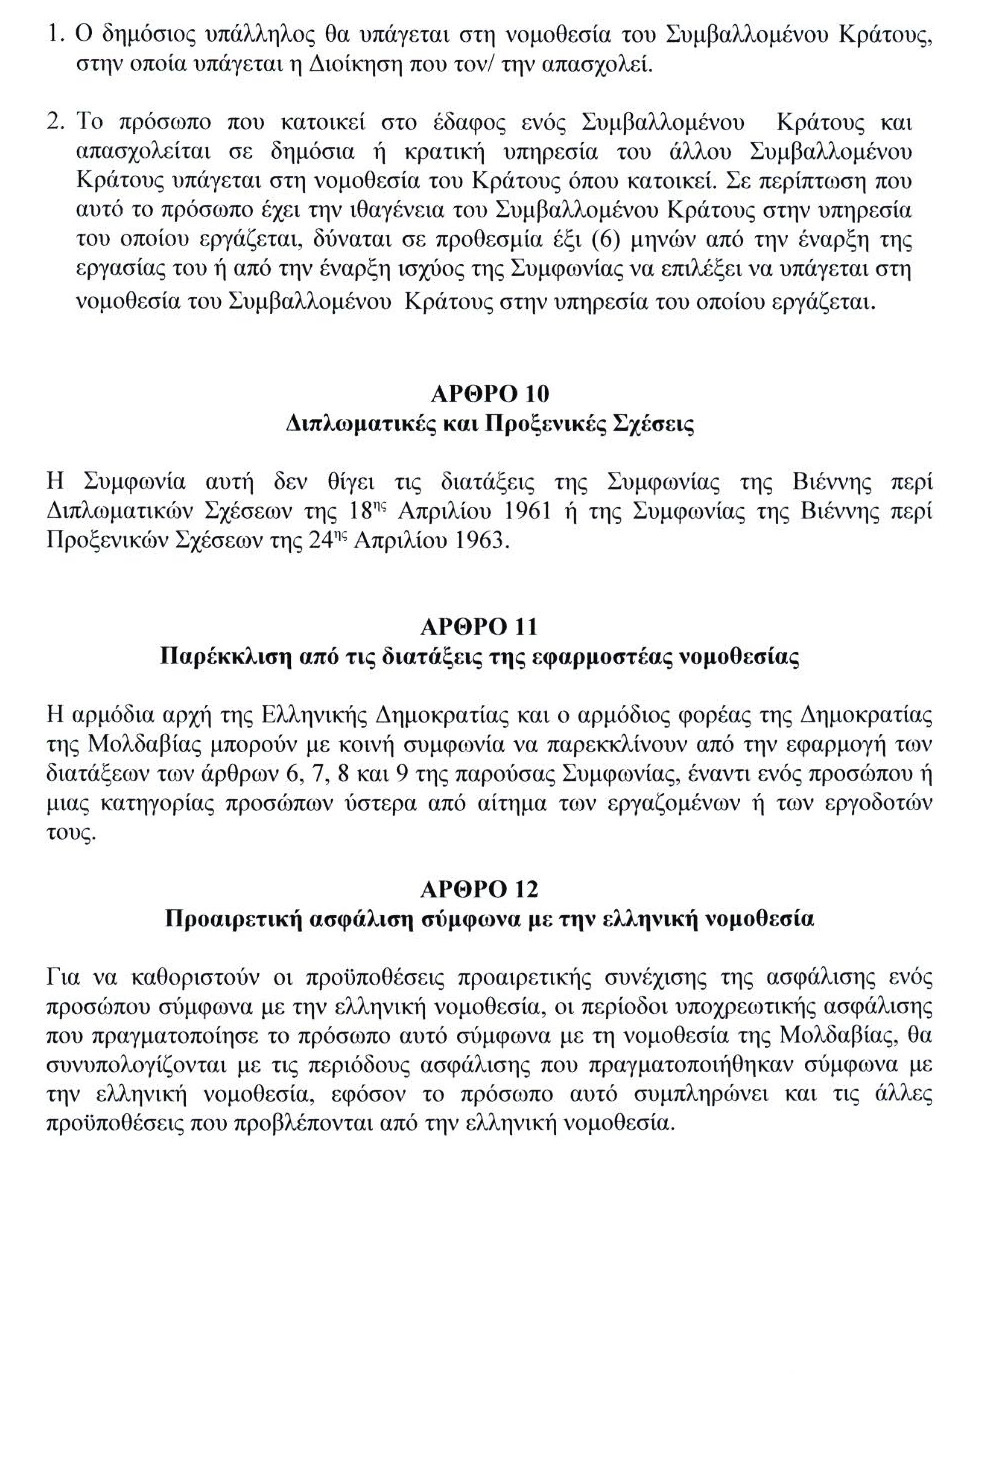 1. Ο δημόσιος υπάλληλος θα υπάγεται στη νομοθεσία του Συμβαλλομένου Κράτους,
στην οποία υπάγεται η Διοίκηση που τον/ την απασχολεί.
2. Το πρόσωπο που κατοικεί στο έδαφος ενός Συμβαλλομένου Κράτους και
απασχολείται σε δημόσια ή κρατική υπηρεσία του άλλου Συμβαλλομένου
Κράτους υπάγεται στη νομοθεσία του Κράτους όπου κατοικεί. Σε περίπτωση που
αυτό το πρόσωπο έχει την ιθαγένεια του Συμβαλλομένου Κράτους στην υπηρεσία
του οποίου εργάζεται, δύναται σε προθεσμία έξι (6) μηνών από την έναρξη της
εργασίας του ή από την έναρξη ισχύος της Συμφωνίας να επιλέξει να υπάγεται στη
νομοθεσία του Συμβαλλομένου Κράτους στην υπηρεσία του οποίου εργάζεται.
ΑΡΘΡΟ 10
Διπλωματικές και Προξενικές Σχέσεις
Η Συμφωνία αυτή δεν θίγει τις διατάξεις της Συμφωνίας της Βιέννης περί
Διπλωματικών Σχέσεων της 18ης Απριλίου 1961 ή της Συμφωνίας της Βιέννης περί
Προξενικών Σχέσεων της 24ης Απριλίου 1963.
ΑΡΘΡΟ 11
Παρέκκλιση από τις διατάξεις της εφαρμοστέας νομοθεσίας
Η αρμόδια αρχή της Ελληνικής Δημοκρατίας και ο αρμόδιος φορέας της Δημοκρατίας
της Μολδαβίας μπορούν με κοινή συμφωνία να παρεκκλίνουν από την εφαρμογή των
διατάξεων των άρθρων 6, 7, 8 και 9 της παρούσας Συμφωνίας, έναντι ενός προσώπου ή
μιας κατηγορίας προσώπων ύστερα από αίτημα των εργαζομένων ή των εργοδοτών
τους.
ΑΡΘΡΟ 12
Προαιρετική ασφάλιση σύμφωνα με την ελληνική νομοθεσία
Για να καθοριστούν οι προϋποθέσεις προαιρετικής συνέχισης της ασφάλισης ενός
προσώπου σύμφωνα με την ελληνική νομοθεσία, οι περίοδοι υποχρεωτικής ασφάλισης
που πραγματοποίησε το πρόσωπο αυτό σύμφωνα με τη νομοθεσία της Μολδαβίας, θα
συνυπολογίζονται με τις περιόδους ασφάλισης που πραγματοποιήθηκαν σύμφωνα με
την ελληνική νομοθεσία, εφόσον το πρόσωπο αυτό συμπληρώνει και τις άλλες
προϋποθέσεις που προβλέπονται από την ελληνική νομοθεσία.